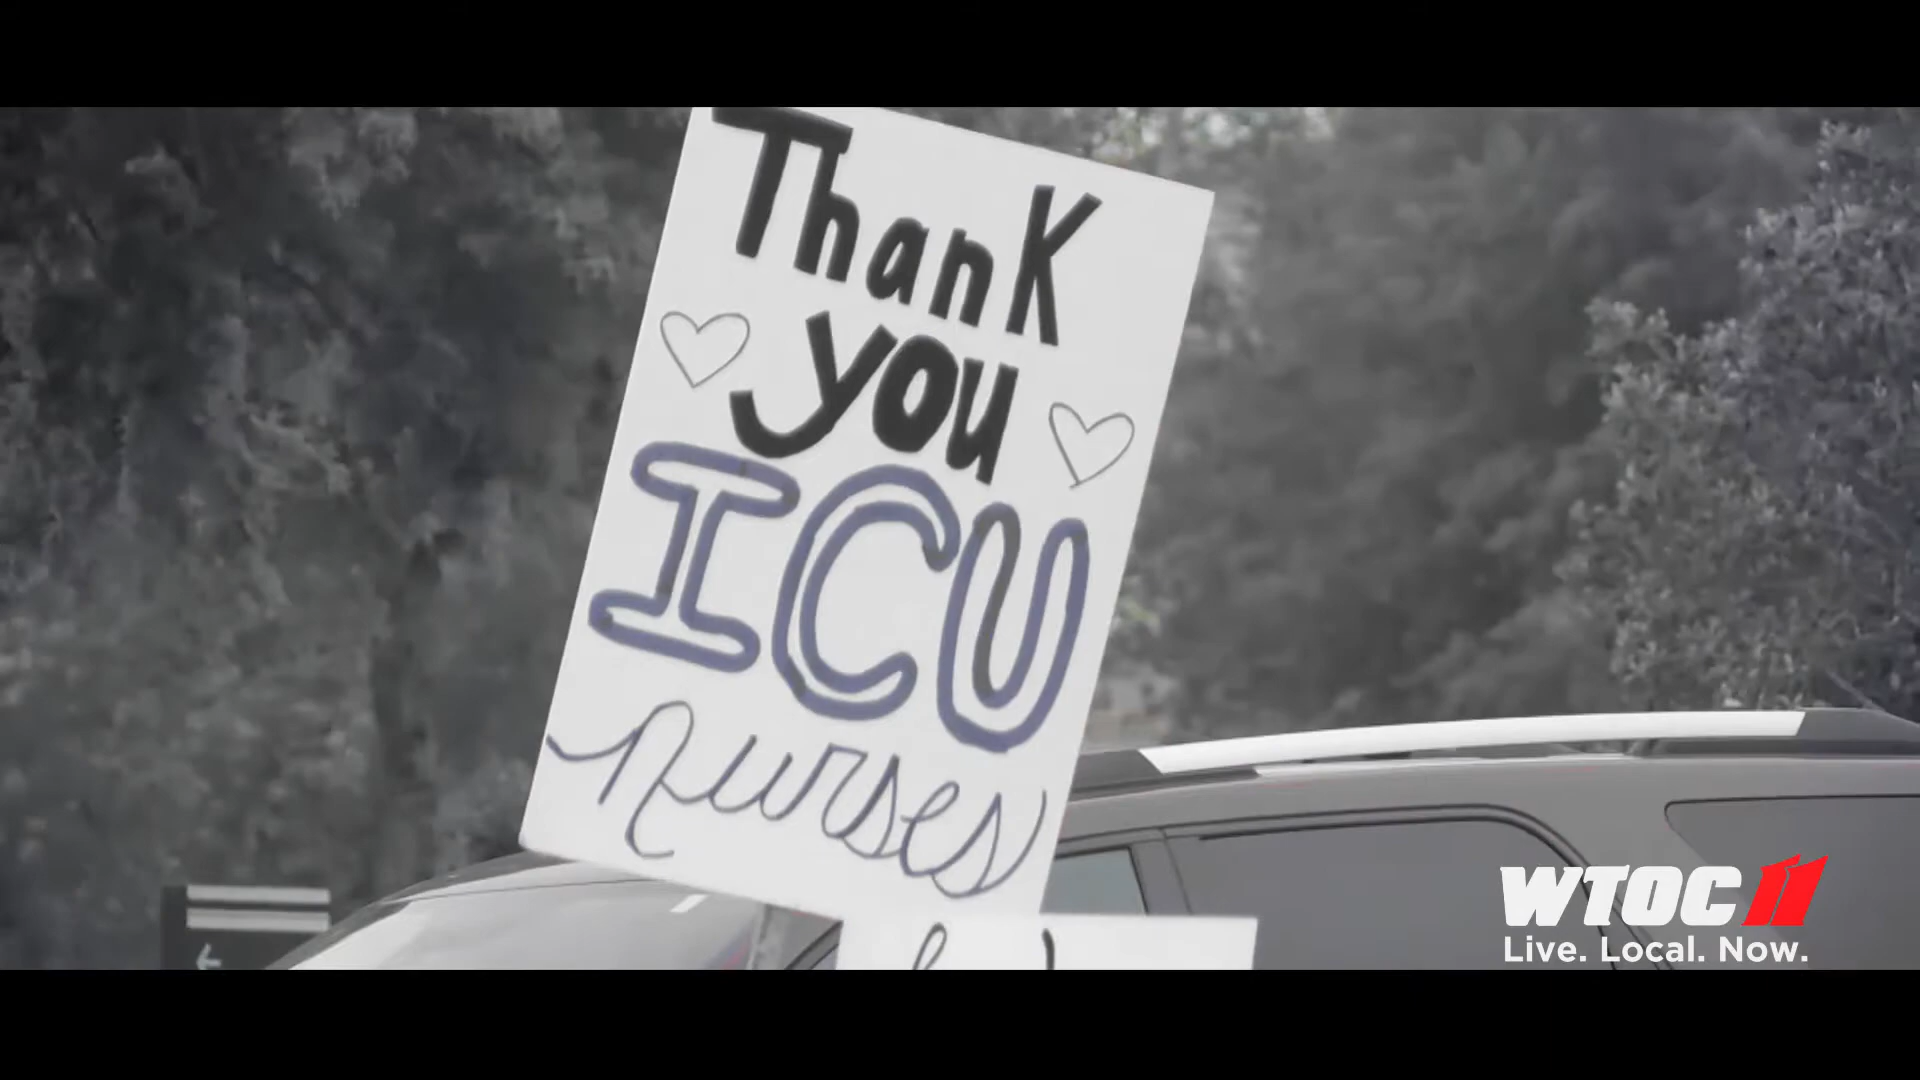 Thank
you
ICU
nurses
WTOC 11
Live. Local. Now.